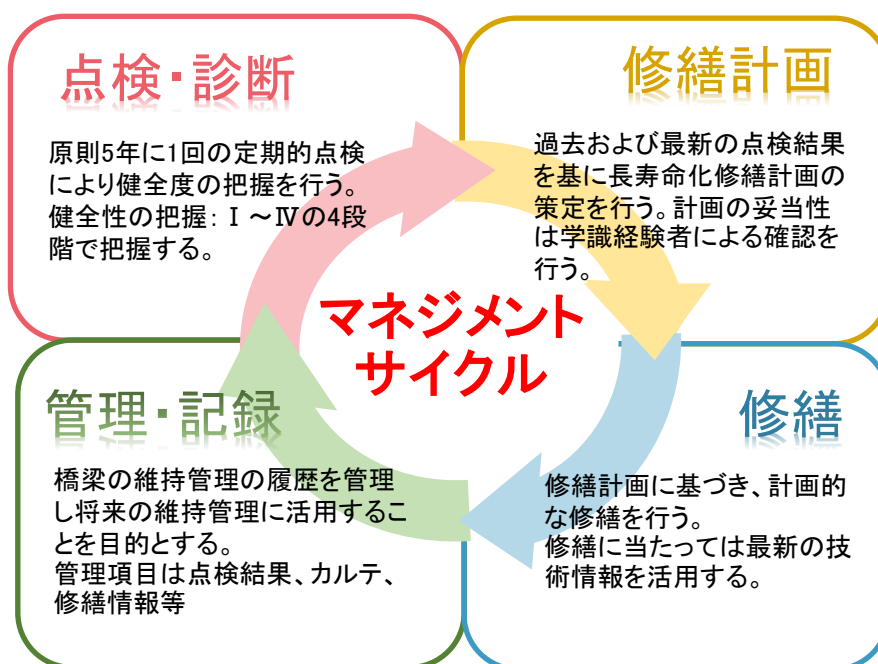 点検・診断
原則5年に1回の定期的点検
により健全度の把握を行う。
健全性の把握：Ⅰ～Ⅳの4段
階で把握する。
修繕計画
過去および最新の点検結果
を基に長寿命化修繕計画の
策定を行う。計画の妥当性
は学識経験者による確認を
行う。
マネジメント
サイクル
管理・記録
橋梁の維持管理の履歴を管理
し将来の維持管理に活用するこ
とを目的とする。
管理項目は点検結果、カルテ、
修繕情報等
修繕
修繕計画に基づき、計画的
な修繕を行う。
修繕に当たっては最新の技
術情報を活用する。